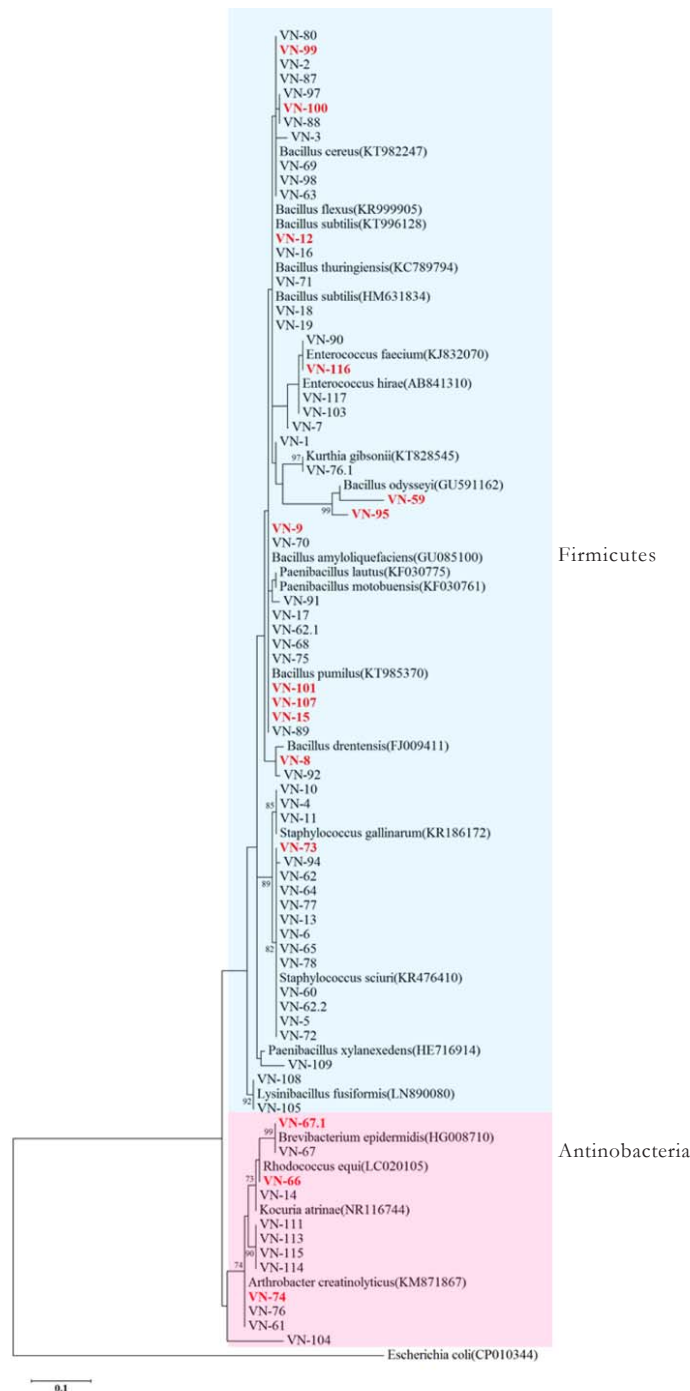 VN-80
VN-99
VN-2
VN-87
VN-97
VN-100
VN-88
VN-3
Bacillus cereus(KT982247)
VN-69
VN-98
VN-63
Bacillus flexus(KR999905)
Bacillus subtilis(KT996128)
VN-12
VN-16
Bacillus thuringiensis(KC789794)
VN-71
Bacillus subtilis(HM631834)
VN-18
VN-19
VN-90
Enterococcus faecium(KJ832070)
VN-116
Enterococcus hirae(AB841310)
VN-117
VN-103
VN-7
VN-1
97 Kurthia gibsonii(KT828545)
VN-76.1
Bacillus odysseyi(GU591162)
VN-59
99 VN-95
VN-9
VN-70
Firmicutes
Bacillus amyloliquefaciens(GU085100)
Paenibacillus lautus(KF030775)
Paenibacillus motobuensis(KF030761)
VN-91
VN-17
VN-62.1
VN-68
VN-75
Bacillus pumilus(KT985370)
VN-101
VN-107
VN-15
VN-89
Bacillus drentensis(FJ009411)
VN-8
VN-92
VN-10
85 VN-4
VN-11
Staphylococcus gallinarum(KR186172)
VN-73
VN-94
VN-62
89
VN-64
VN-77
VN-13
VN-6
82 VN-65
VN-78
Staphylococcus sciuri(KR476410)
VN-60
VN-62.2
VN-5
VN-72
Paenibacillus xylanexedens(HE716914)
VN-109
VN-108
Lysinibacillus fusiformis(LN890080)
92 VN-105
VN-67.1
99 Brevibacterium epidermidis(HG008710)
VN-67
Antinobacteria
Rhodococcus equi(LC020105)
73 VN-66
VN-14
Kocuria atrinae(NR116744)
VN-111
VN-113
90 VN-115
74 VN-114
Arthrobacter creatinolyticus(KM871867)
VN-74
VN-76
VN-61
VN-104
Escherichia coli(CP010344)
0.1